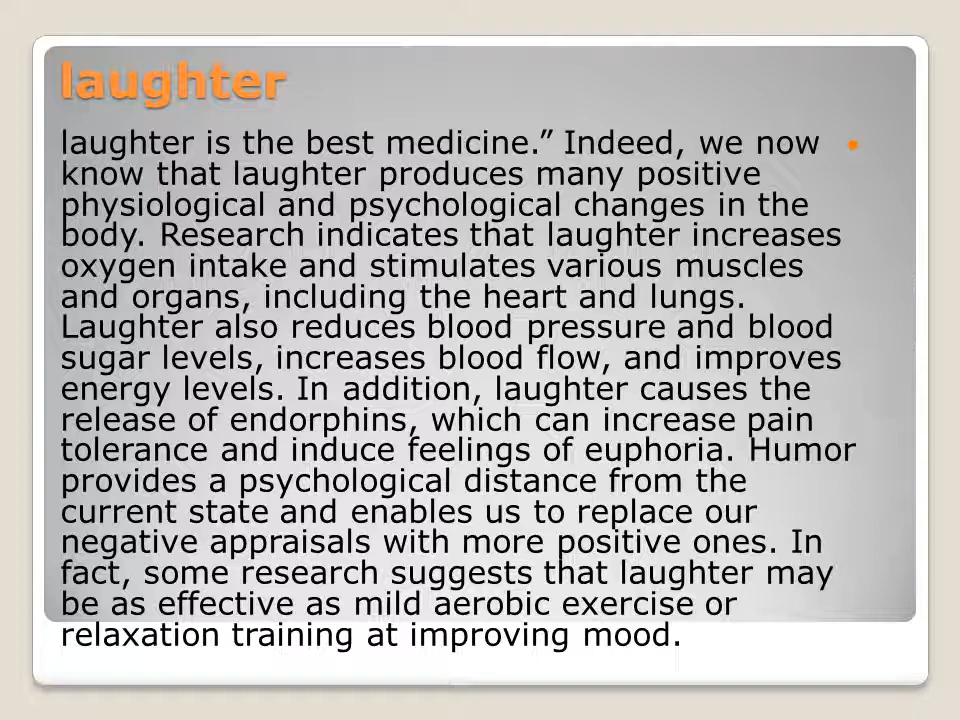 laughter
laughter is the best medicine.” Indeed, we now
know that laughter produces many positive
physiological and psychological changes in the
body. Research indicates that laughter increases
oxygen intake and stimulates various muscles
and organs, including the heart and lungs.
Laughter also reduces blood pressure and blood
sugar levels, increases blood flow, and improves
energy levels. In addition, laughter causes the
release of endorphins, which can increase pain
tolerance and induce feelings of euphoria. Humor
provides a psychological distance from the
current state and enables us to replace our
negative appraisals with more positive ones. In
fact, some research suggests that laughter may
be as effective as mild aerobic exercise or
relaxation training at improving mood.